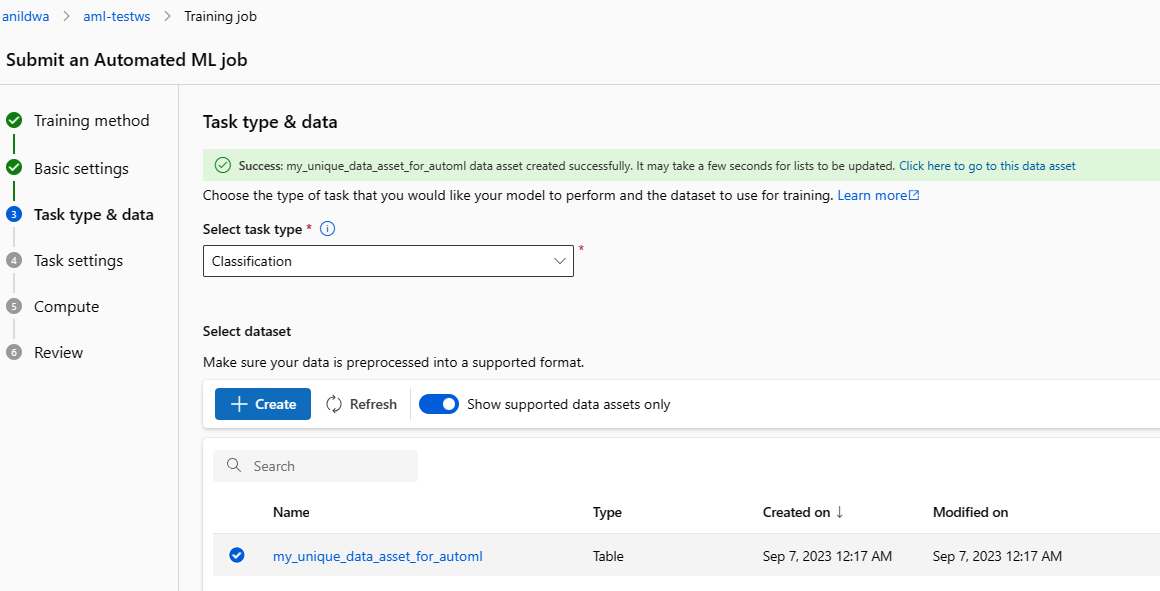 anildwa > aml-testws > Training job
Submit an Automated ML job
Training method
Basic settings
3 Task type & data
4 Task settings
5 Compute
6 Review
Task type & data
Success: my_unique_data_asset_for_automl data asset created successfully. It may take a few seconds for lists to be updated. Click here to go to this data asset
Choose the type of task that you would like your model to perform and the dataset to use for training. Learn more
Select task type * i
Classification *
Select dataset
Make sure your data is preprocessed into a supported format.
+ Create Refresh Show supported data assets only
Search
Name Type Created on ↓ Modified on
my_unique_data_asset_for_automl Table Sep 7, 2023 12:17 AM Sep 7, 2023 12:17 AM